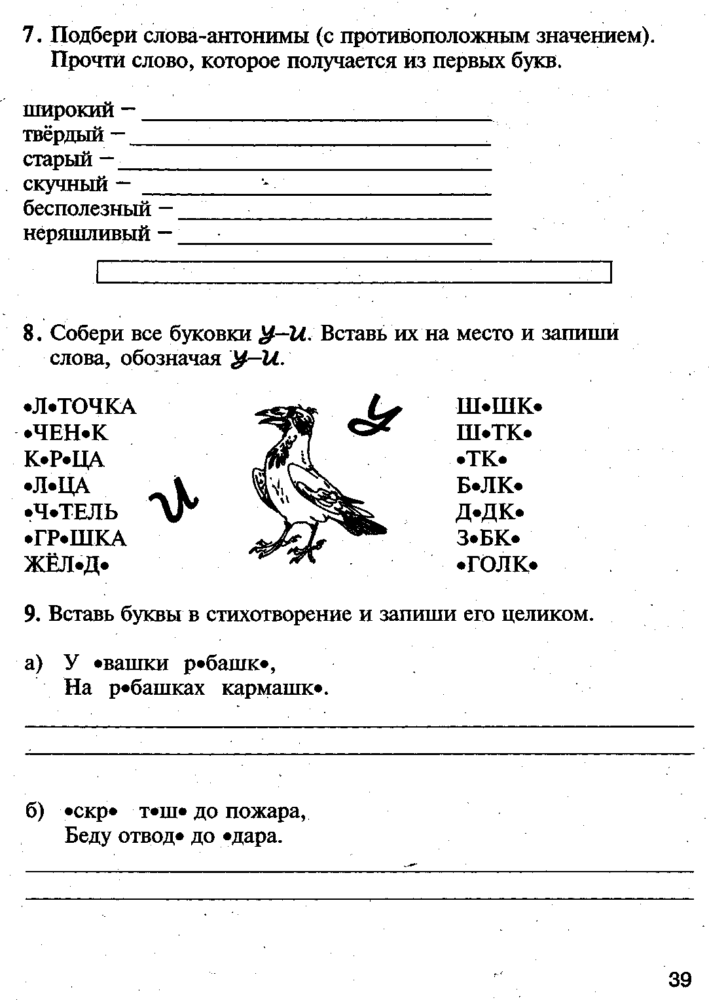 7. Подбери слова-антонимы (с противоположным значением).
Прочти слово, которое получается из первых букв.
широкий –
твёрдый –
старый –
скучный –
бесполезный –
неряшливый –
8. Собери все буковки У–И. Вставь их на место и запиши
слова, обозначая У–И.
•Л•ТОЧКА
•ЧЕН•К
К•Р•ЦА
•Л•ЦА
•Ч•ТЕЛЬ
•ГР•ШКА
ЖЁЛ•Д•
И
У
Ш•ШК•
Ш•ТК•
•ТК•
Б•ЛК•
Д•ДК•
З•БК•
•ГОЛК•
9. Вставь буквы в стихотворение и запиши его целиком.
а) У •вашки р•башк•,
На р•башках кармашк•.
б) •скр• т•ш• до пожара,
Беду отвод• до •дара.
39